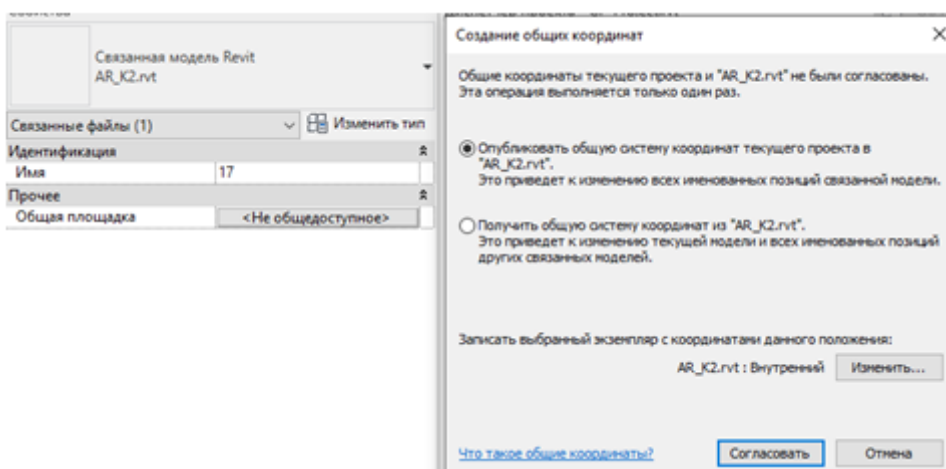 Связанная модель Revit
AR_K2.rvt
Связанные файлы (1)
Изменить тип
Идентификация
Имя
17
Прочее
Общая площадка
<Не общедоступное>
Создание общих координат
Общие координаты текущего проекта и "AR_K2.rvt" не были согласованы.
Эта операция выполняется только один раз.
Опубликовать общую систему координат текущего проекта в
"AR_K2.rvt".
Это приведет к изменению всех именованных позиций связанной модели.
Получить общую систему координат из "AR_K2.rvt".
Это приведет к изменению текущей модели и всех именованных позиций
других связанных моделей.
Записать выбранный экземпляр с координатами данного положения:
AR_K2.rvt : Внутренний
Изменить...
Что такое общие координаты?
Согласовать
Отмена